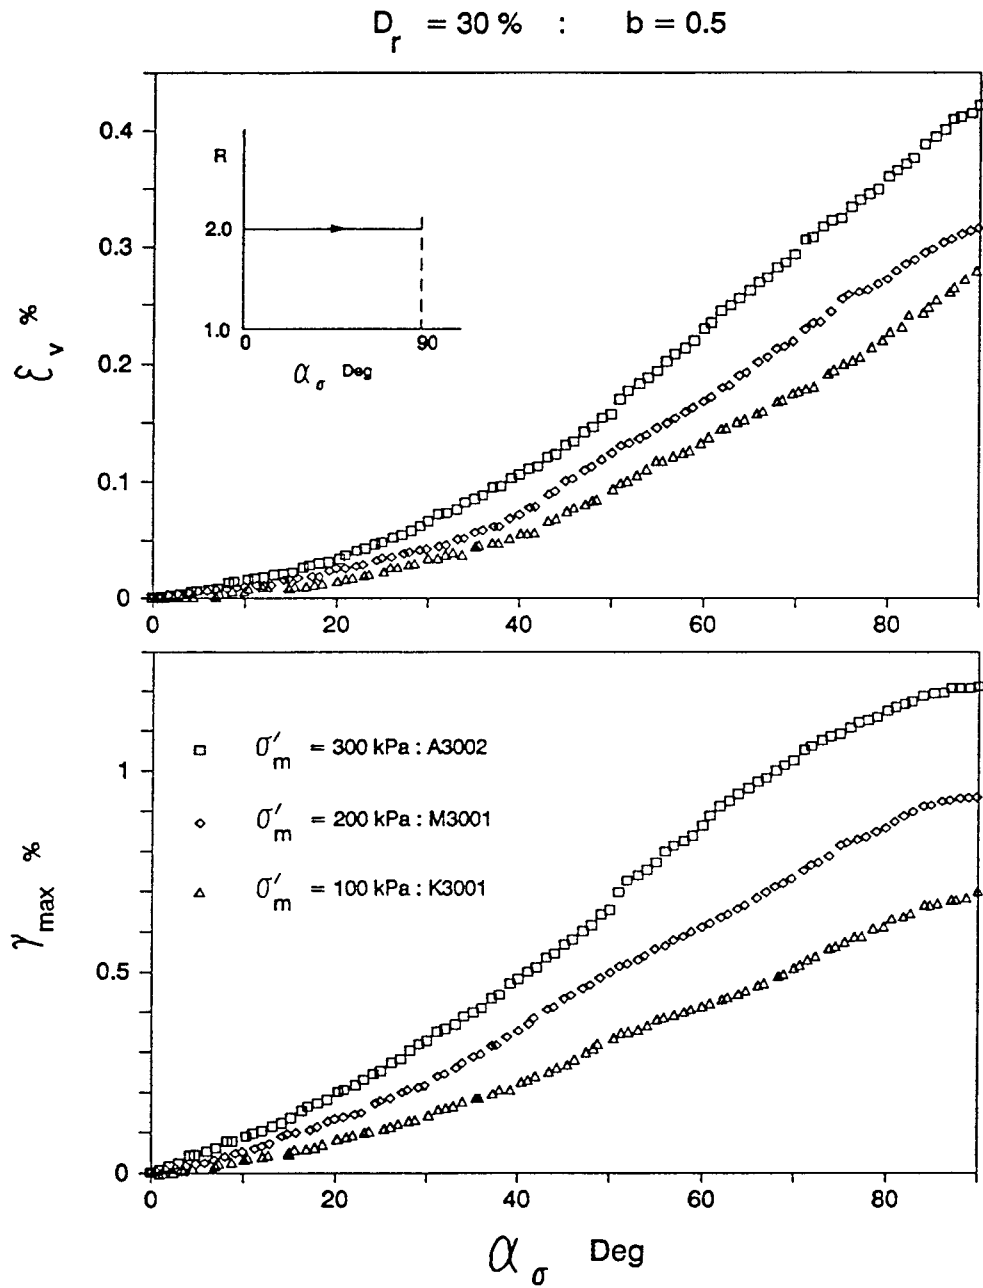 D_r = 30 % : b = 0.5
ε_v %
0.4
0.3
0.2
0.1
0
R
2.0
1.0
0 90
α_σ Deg
0 20 40 60 80
γ_max %
1
0.5
0
□ σ′_m = 300 kPa : A3002
◇ σ′_m = 200 kPa : M3001
△ σ′_m = 100 kPa : K3001
0 20 40 60 80
α_σ Deg